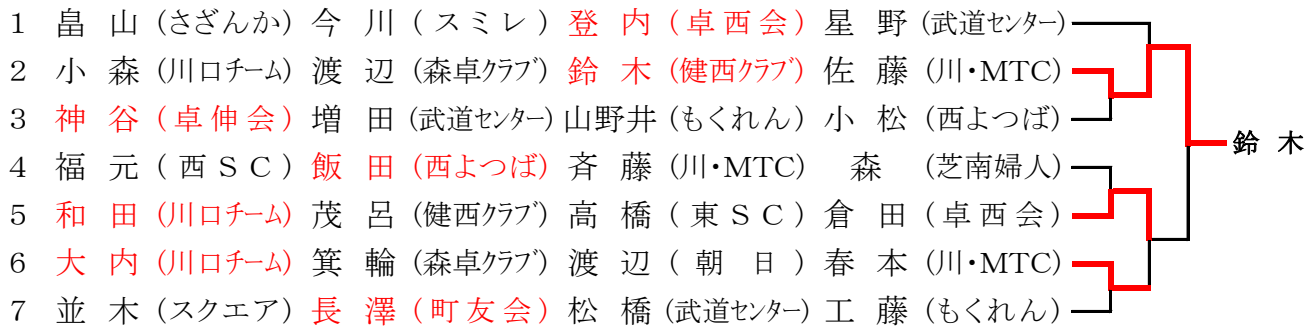 1 畠 山 (さざんか) 今 川 (スミレ) 登 内 (卓西会) 星 野 (武道センター)
2 小 森 (川口チーム) 渡 辺 (森卓クラブ) 鈴 木 (健西クラブ) 佐 藤 (川・MTC)
3 神 谷 (卓伸会) 増 田 (武道センター) 山野井 (もくれん) 小 松 (西よつば)
鈴 木
4 福 元 (西SC) 飯 田 (西よつば) 斉 藤 (川・MTC) 森 (芝南婦人)
5 和 田 (川口チーム) 茂 呂 (健西クラブ) 高 橋 (東SC) 倉 田 (卓西会)
6 大 内 (川口チーム) 箕 輪 (森卓クラブ) 渡 辺 (朝 日) 春 本 (川・MTC)
7 並 木 (スクエア) 長 澤 (町友会) 松 橋 (武道センター) 工 藤 (もくれん)